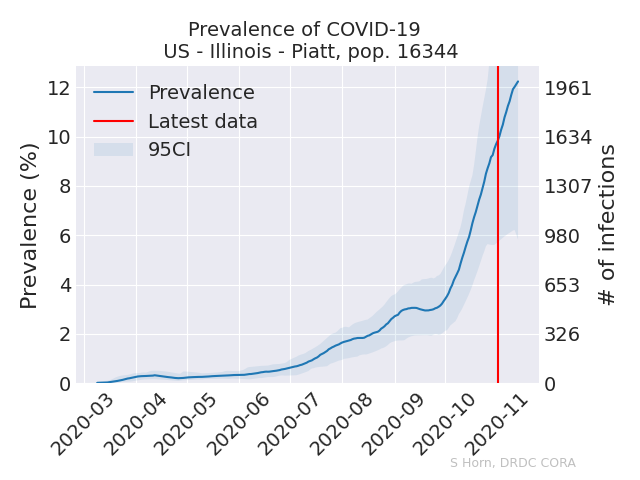 Prevalence of COVID-19
US - Illinois - Piatt, pop. 16344
Prevalence
Latest data
95CI
Prevalence (%)
12
10
8
6
4
2
0
1961
1634
1307
980
653
326
0
# of infections
2020-03
2020-04
2020-05
2020-06
2020-07
2020-08
2020-09
2020-10
2020-11
S Horn, DRDC CORA